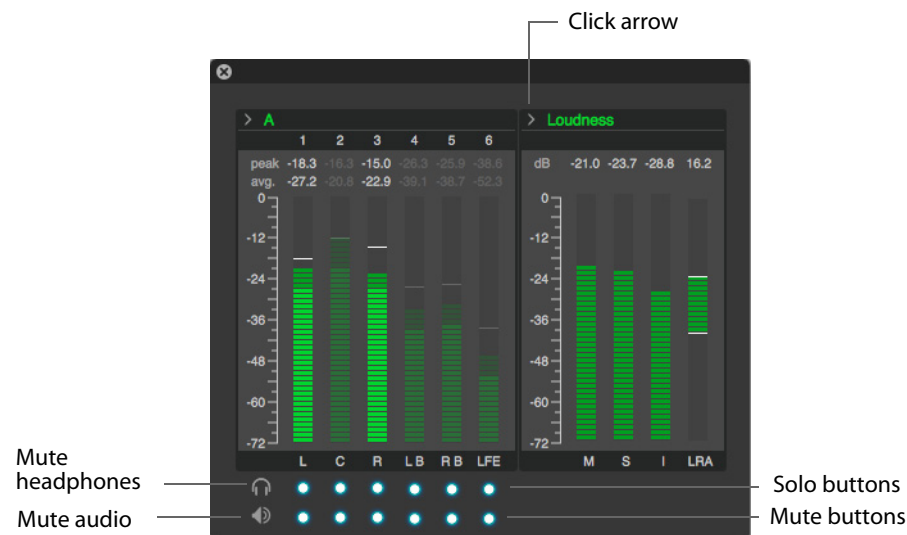 Click arrow
A
Loudness
1 2 3 4 5 6
peak -18.3 -16.3 -15.0 -26.3 -25.9 -38.6
dB -21.0 -23.7 -28.8 16.2
avg. -27.2 -20.8 -22.9 -39.1 -38.7 -52.3
0 0
-12 -12
-24 -24
-36 -36
-48 -48
-60 -60
-72 -72
L C R L B R B LFE
M S I LRA
Mute
headphones
Solo buttons
Mute audio
Mute buttons